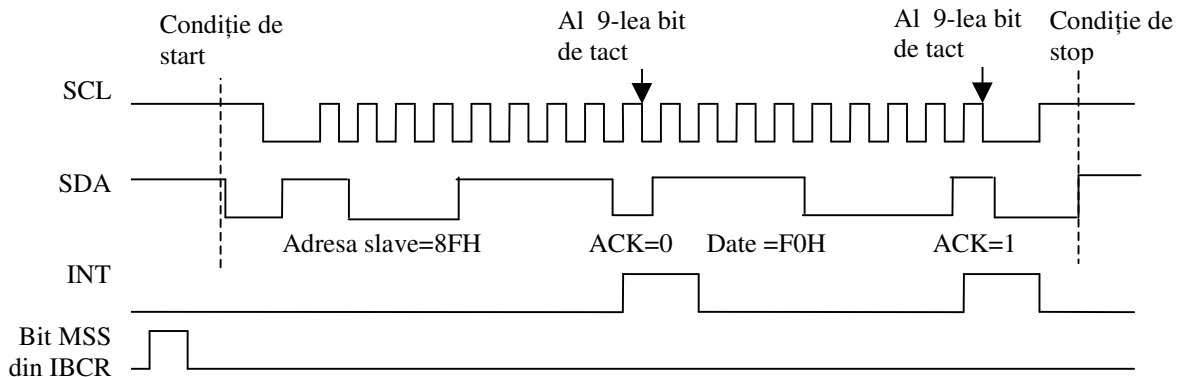 Condiție de
start
Al 9-lea bit
de tact
Al 9-lea bit
de tact
Condiție de
stop
SCL
SDA
Adresa slave=8FH
ACK=0
Date =F0H
ACK=1
INT
Bit MSS
din IBCR